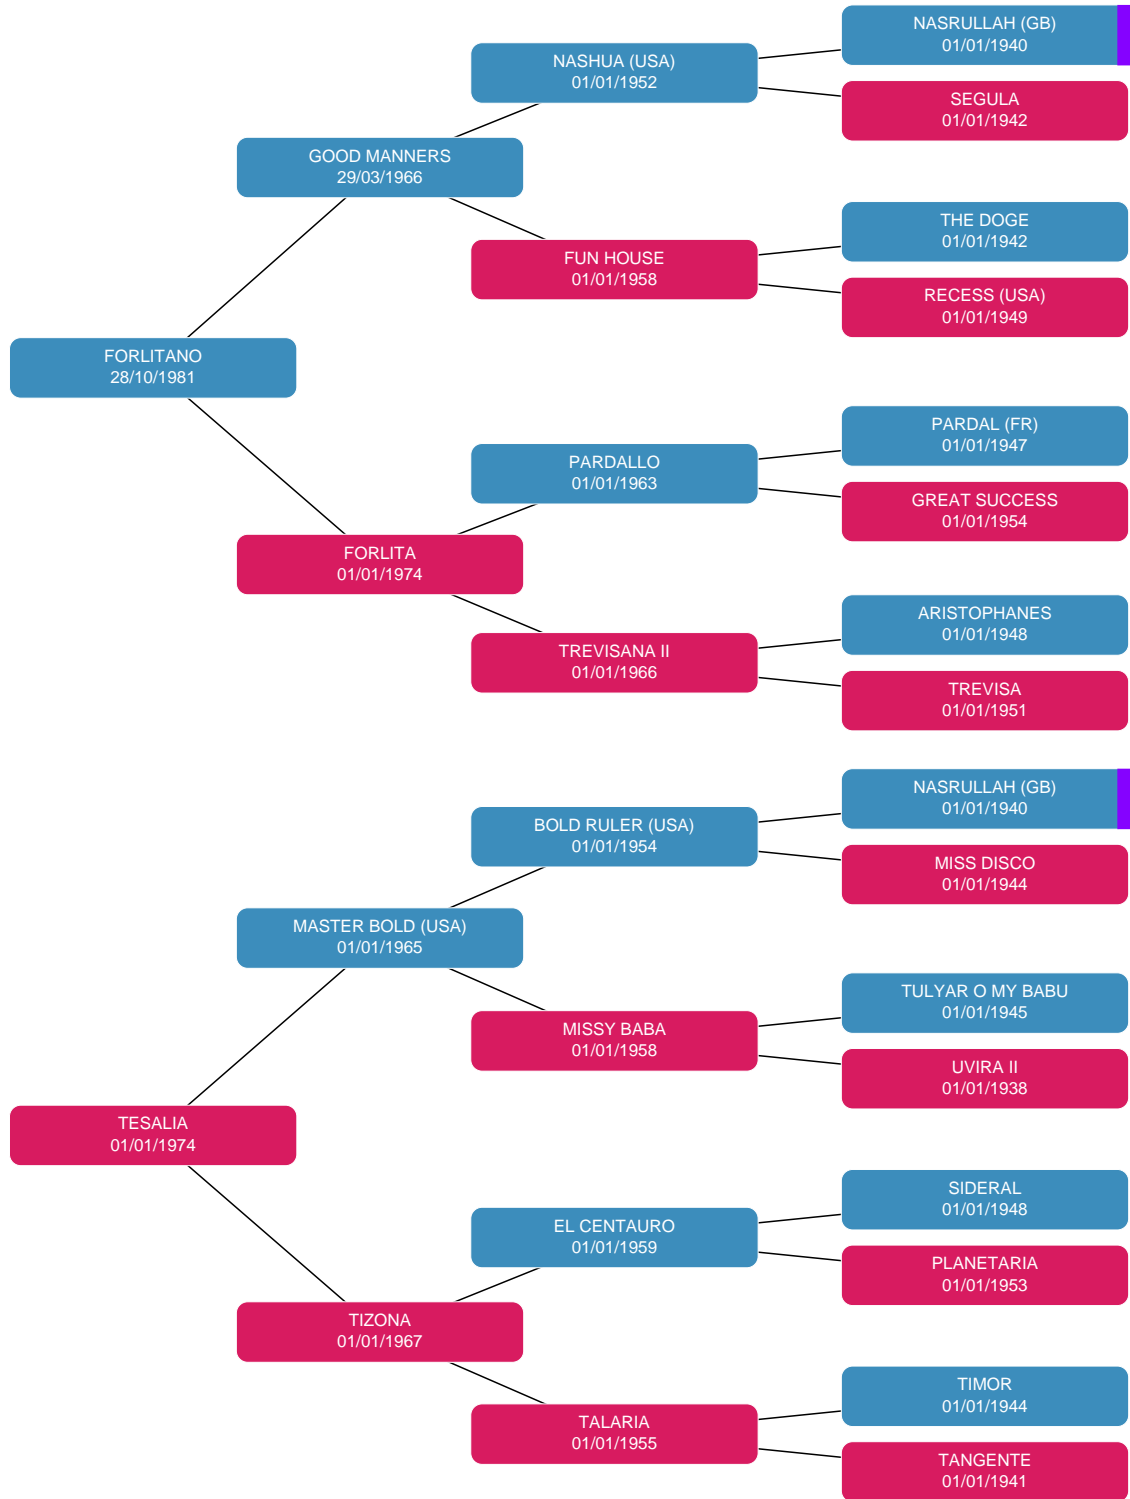 NASRULLAH (GB)
01/01/1940
NASHUA (USA)
01/01/1952
SEGULA
01/01/1942
GOOD MANNERS
29/03/1966
THE DOGE
01/01/1942
FUN HOUSE
01/01/1958
RECESS (USA)
01/01/1949
FORLITANO
28/10/1981
PARDAL (FR)
01/01/1947
PARDALLO
01/01/1963
GREAT SUCCESS
01/01/1954
FORLITA
01/01/1974
ARISTOPHANES
01/01/1948
TREVISANA II
01/01/1966
TREVISA
01/01/1951
NASRULLAH (GB)
01/01/1940
BOLD RULER (USA)
01/01/1954
MISS DISCO
01/01/1944
MASTER BOLD (USA)
01/01/1965
TULYAR O MY BABU
01/01/1945
MISSY BABA
01/01/1958
UVIRA II
01/01/1938
TESALIA
01/01/1974
SIDERAL
01/01/1948
EL CENTAURO
01/01/1959
PLANETARIA
01/01/1953
TIZONA
01/01/1967
TIMOR
01/01/1944
TALARIA
01/01/1955
TANGENTE
01/01/1941